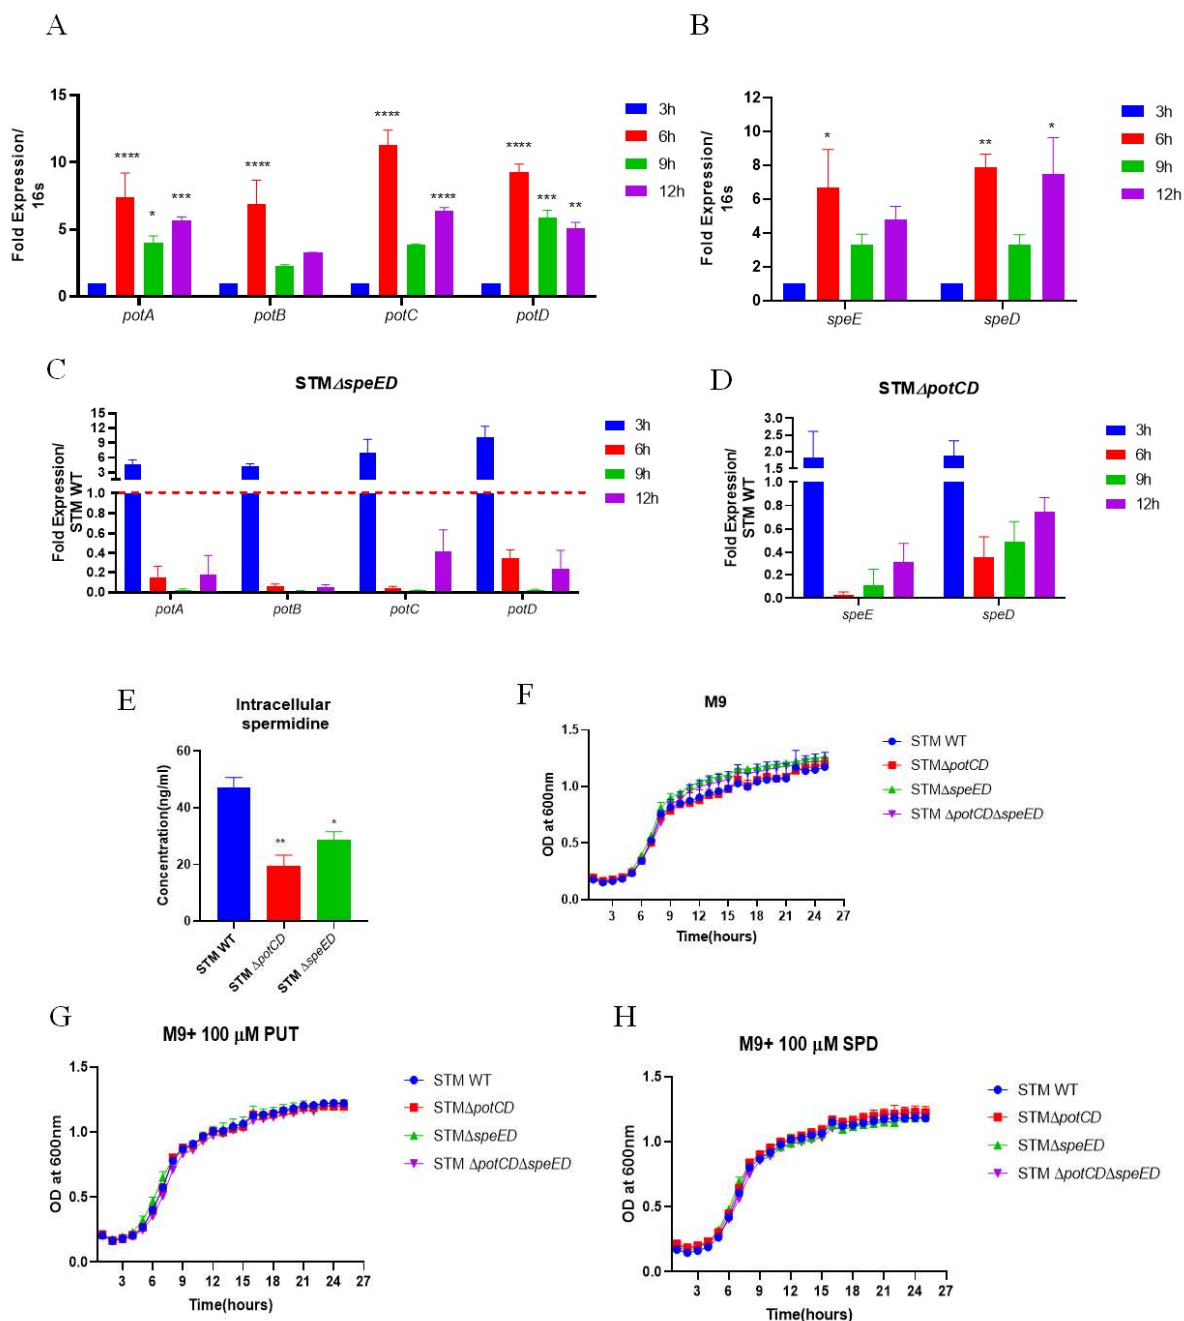 A
Fold Expression/
16s
15
10
5
0
****
*
***
****
****
****
****
***
**
potA
potB
potC
potD
3h
6h
9h
12h
B
Fold Expression/
16s
12
10
8
6
4
2
0
*
**
*
speE
speD
3h
6h
9h
12h
C
STMΔspeED
Fold Expression/
STM WT
15
12
9
6
3
1.0
0.8
0.6
0.4
0.2
0.0
potA
potB
potC
potD
3h
6h
9h
12h
D
STMΔpotCD
Fold Expression/
STM WT
3.0
2.5
2.0
1.5
1.0
0.8
0.6
0.4
0.2
0.0
speE
speD
3h
6h
9h
12h
E
Intracellular
spermidine
Concentration(ng/ml)
60
40
20
0
**
*
STM WT
STM ΔpotCD
STM ΔspeED
F
M9
OD at 600nm
1.5
1.0
0.5
0.0
3 6 9 12 15 18 21 24 27
Time(hours)
STM WT
STMΔpotCD
STMΔspeED
STM ΔpotCDΔspeED
G
M9+ 100 μM PUT
OD at 600nm
1.5
1.0
0.5
0.0
3 6 9 12 15 18 21 24 27
Time(hours)
STM WT
STMΔpotCD
STMΔspeED
STM ΔpotCDΔspeED
H
M9+ 100 μM SPD
OD at 600nm
1.5
1.0
0.5
0.0
3 6 9 12 15 18 21 24 27
Time(hours)
STM WT
STMΔpotCD
STMΔspeED
STM ΔpotCDΔspeED